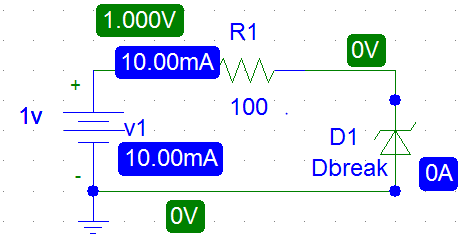 1.000V
R1
0V
10.00mA
+
100
1v
v1
D1
10.00mA
Dbreak
0A
-
0V